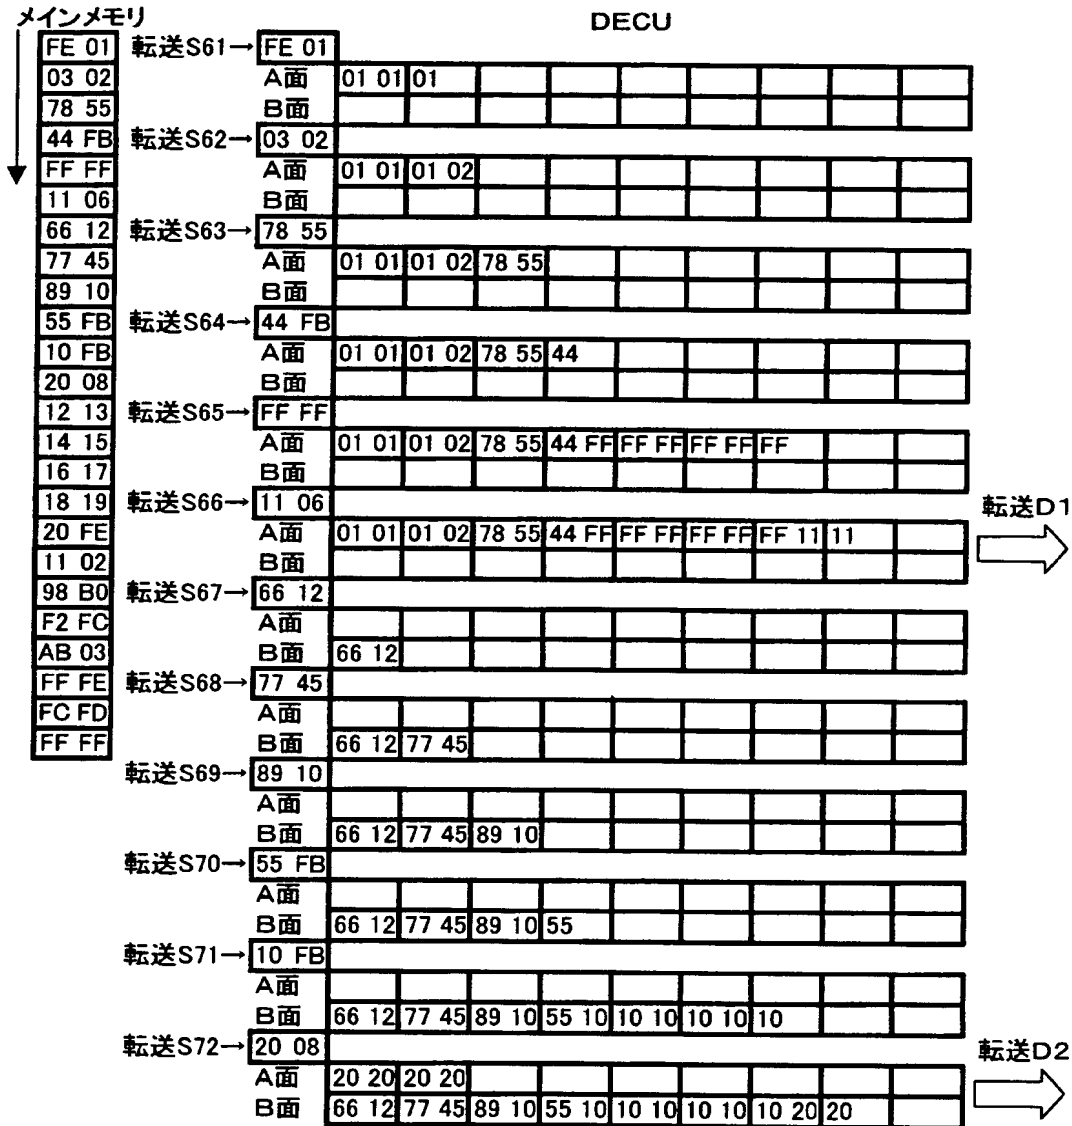 メインメモリ DECU
FE 01 転送S61→ FE 01
03 02 A面 01 01 01
78 55 B面
44 FB 転送S62→ 03 02
FF FF A面 01 01 01 02
11 06 B面
66 12 転送S63→ 78 55
77 45 A面 01 01 01 02 78 55
89 10 B面
55 FB 転送S64→ 44 FB
10 FB A面 01 01 01 02 78 55 44
20 08 B面
12 13 転送S65→ FF FF
14 15 A面 01 01 01 02 78 55 44 FF FF FF FF FF FF
16 17 B面
18 19 転送S66→ 11 06 転送D1
20 FE A面 01 01 01 02 78 55 44 FF FF FF FF FF FF 11 11
11 02 B面
98 B0 転送S67→ 66 12
F2 FC A面
AB 03 B面 66 12
FF FE 転送S68→ 77 45
FC FD A面
FF FF B面 66 12 77 45
転送S69→ 89 10
A面
B面 66 12 77 45 89 10
転送S70→ 55 FB
A面
B面 66 12 77 45 89 10 55
転送S71→ 10 FB
A面
B面 66 12 77 45 89 10 55 10 10 10 10 10 10
転送S72→ 20 08 転送D2
A面 20 20 20 20
B面 66 12 77 45 89 10 55 10 10 10 10 10 10 20 20